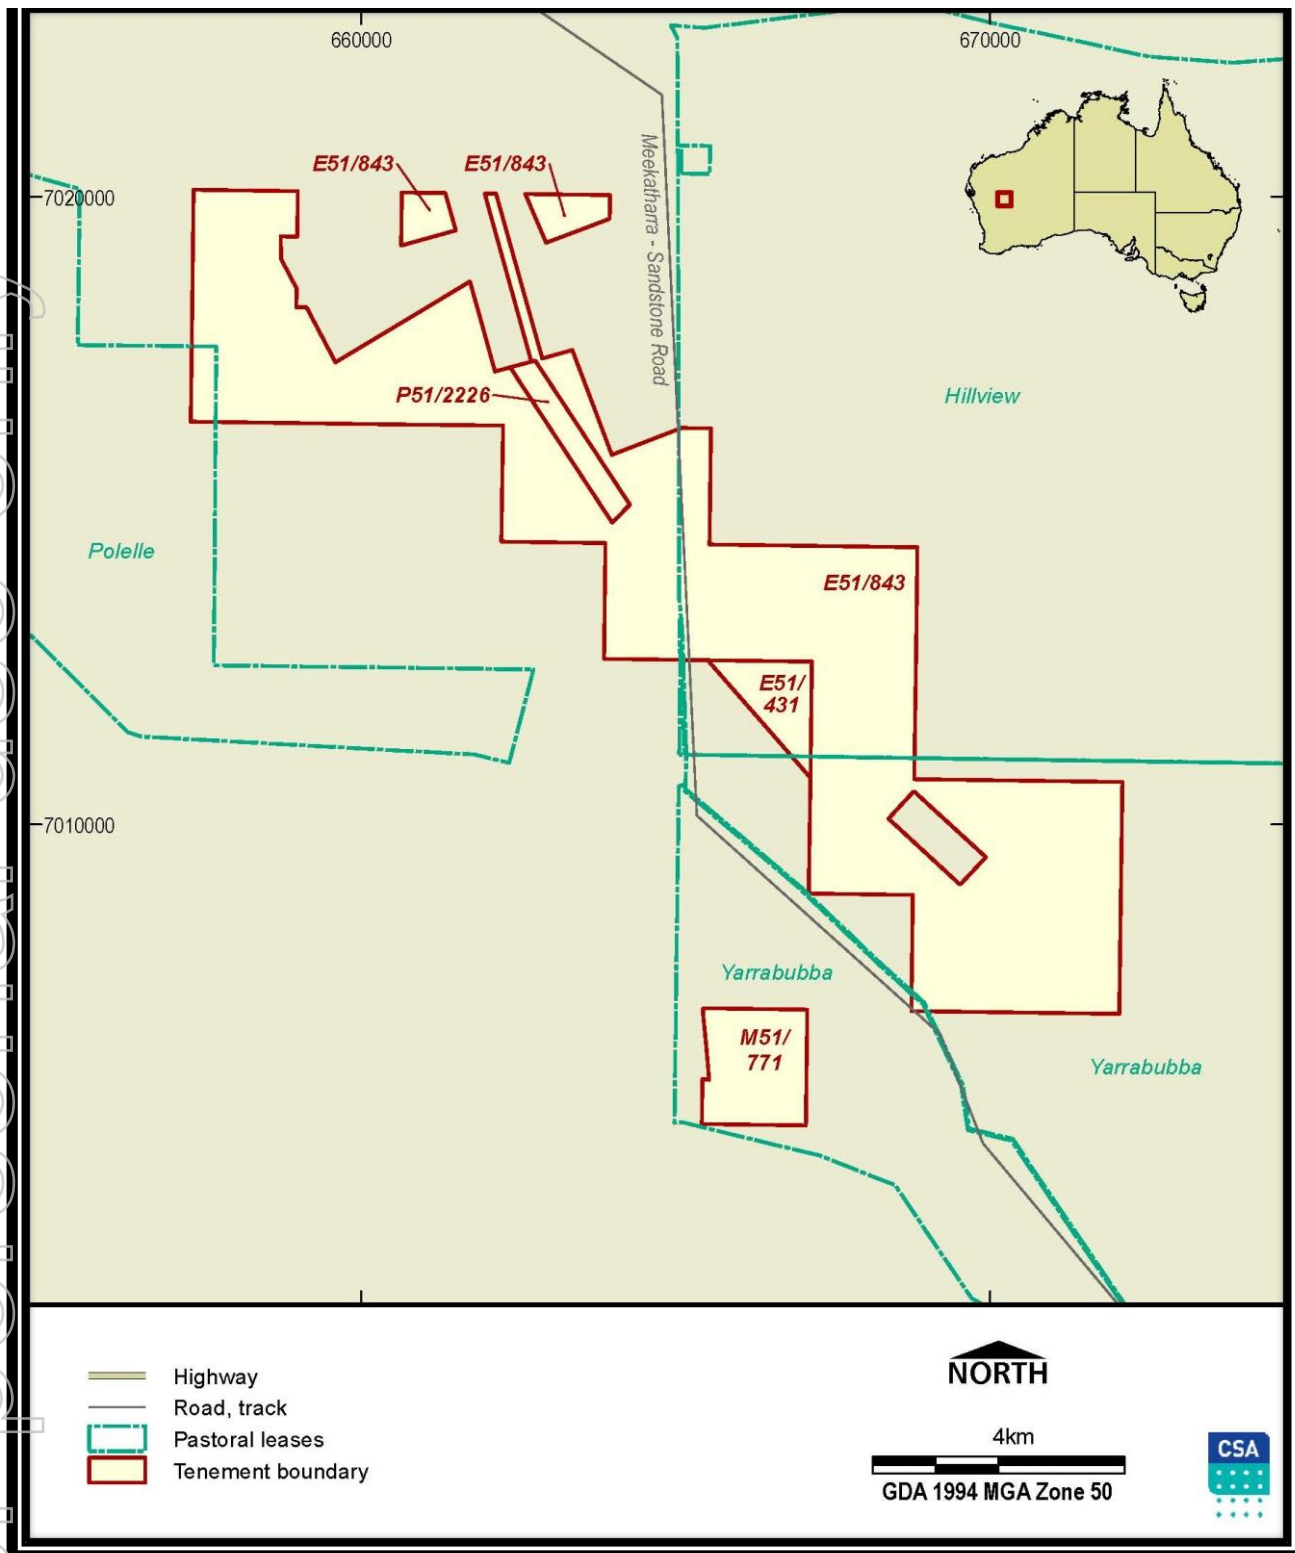 660000
670000
E51/843
E51/843
7020000
Meekatharra - Sandstone Road
P51/2226
Hillview
Polelle
E51/843
E51/
431
7010000
Yarrabubba
M51/
771
Yarrabubba
Highway
Road, track
Pastoral leases
Tenement boundary
NORTH
4km
GDA 1994 MGA Zone 50
CSA